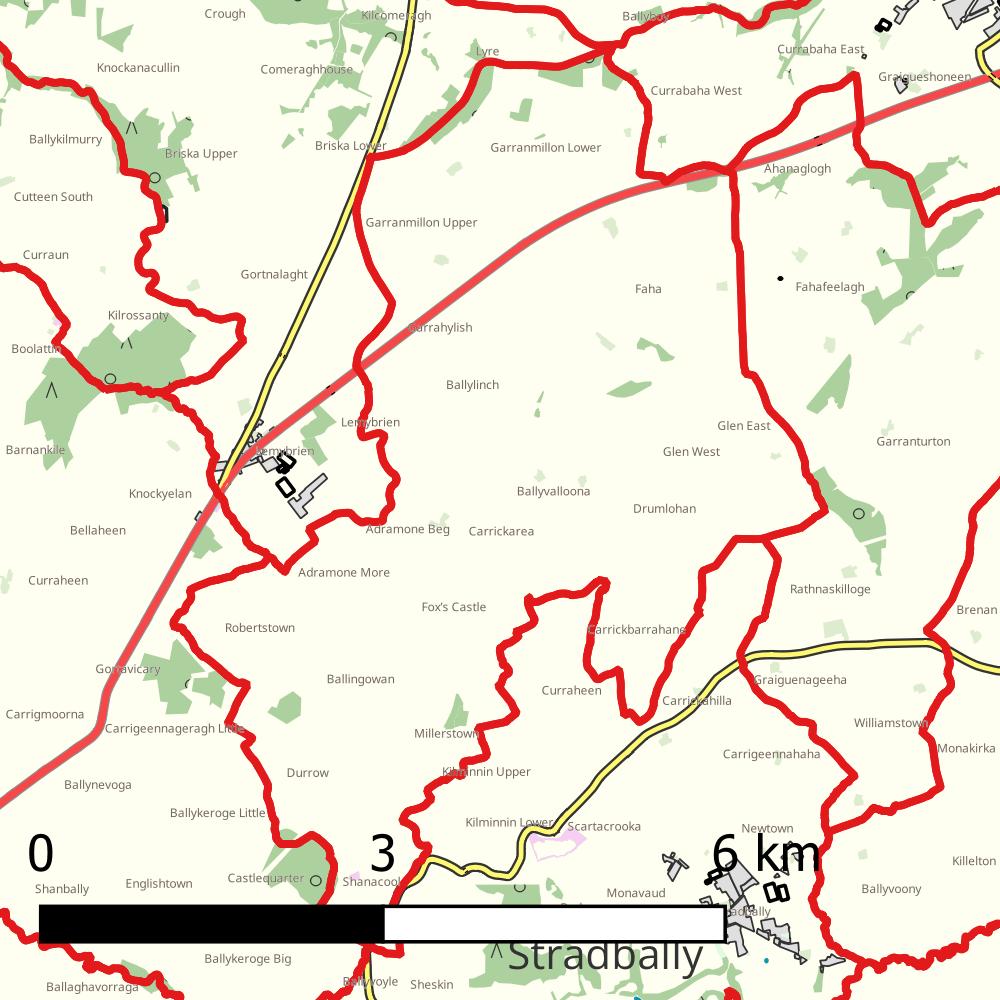 Crough
Kilcomeragh
Ballyboy
Lyre
Currabaha East
Knockanacullin
Comeraghhouse
Graigueshoneen
Currabaha West
Ballykilmurry
Briska Upper
Briska Lower
Garranmillon Lower
Ahanaglogh
Cutteen South
Garranmillon Upper
Curraun
Gortnalaght
Faha
Fahafeelagh
Kilrossanty
Currahylish
Boolattin
Ballylinch
Lemybrien
Glen East
Barnankile
Lemybrien
Glen West
Garranturton
Knockyelan
Ballyvalloona
Drumlohan
Bellaheen
Adramone Beg
Carrickarea
Adramone More
Curraheen
Rathnaskilloge
Fox's Castle
Brenan
Robertstown
Carrickbarrahane
Gorravicary
Ballingowan
Curraheen
Graiguenageeha
Carrickahilla
Carrigmoorna
Carrigeennageragh Little
Millerstown
Williamstown
Monakirka
Carrigeennahaha
Durrow
Kilminnin Upper
Ballynevoga
Ballykeroge Little
Kilminnin Lower
Scartacrooka
Newtown
0
3
6 km
Killelton
Shanbally
Englishtown
Castlequarter
Shanacool
Monavaud
Ballyvoony
Stradbally
Ballykeroge Big
Ballaghavorraga
Ballyvoyle
Sheskin